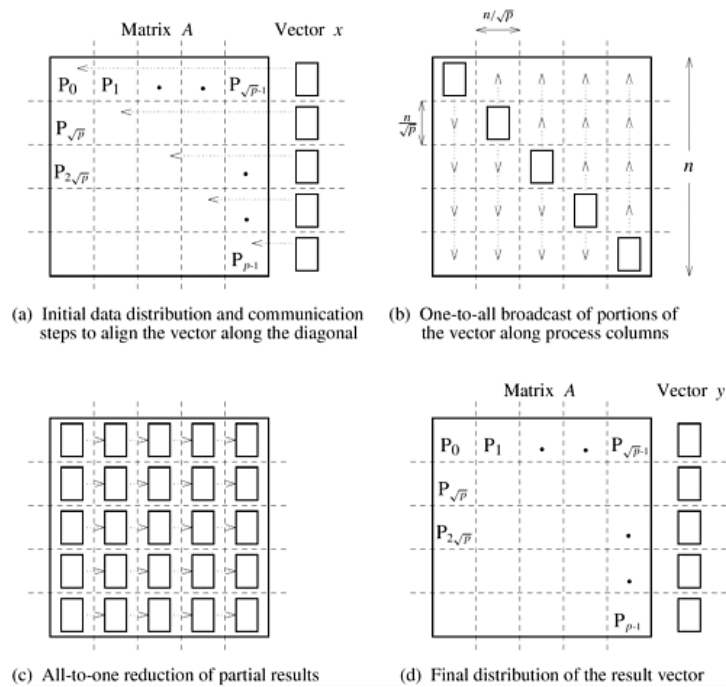 Matrix A Vector x
P₀ P₁ • • P√p-1
P√p
P2√p •
•
Pp-1
(a) Initial data distribution and communication
steps to align the vector along the diagonal
n/√p
n/√p
n
(b) One-to-all broadcast of portions of
the vector along process columns
(c) All-to-one reduction of partial results
Matrix A Vector y
P₀ P₁ • • P√p-1
P√p
P2√p •
•
Pp-1
(d) Final distribution of the result vector